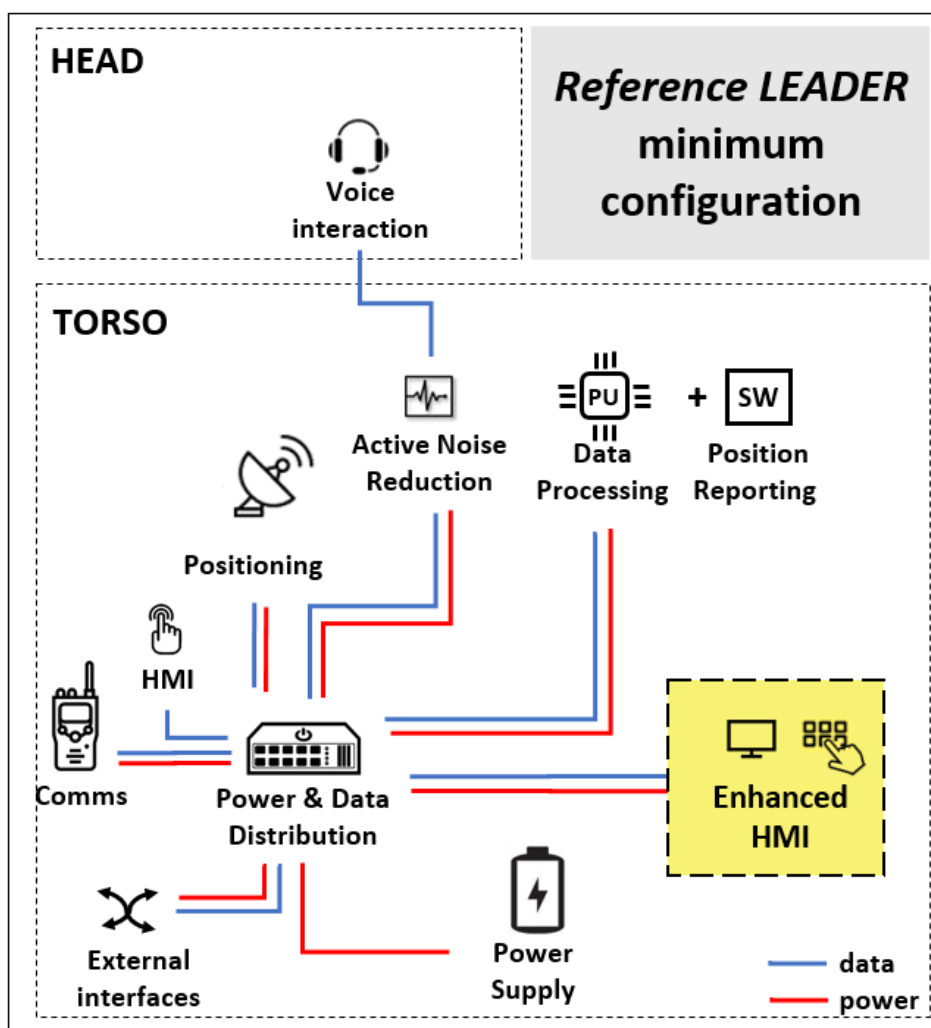 HEAD
Reference LEADER
minimum
configuration
Voice
interaction
TORSO
PU
+
SW
Active Noise
Reduction
Data
Processing
Position
Reporting
Positioning
HMI
Comms
Power & Data
Distribution
Enhanced
HMI
External
interfaces
Power
Supply
data
power